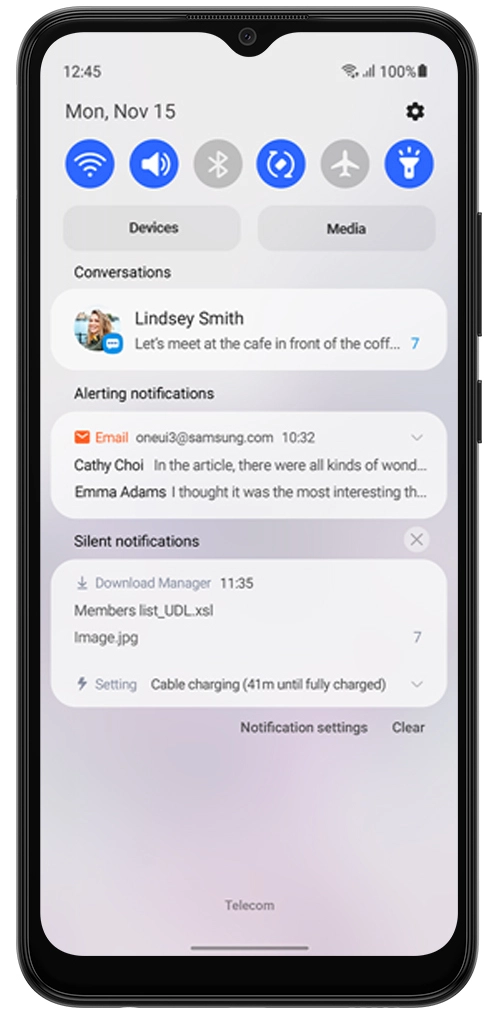 12:45 100%
Mon, Nov 15
Devices Media
Conversations
Lindsey Smith
Let's meet at the cafe in front of the coff... 7
Alerting notifications
Email oneui3@samsung.com 10:32
Cathy Choi In the article, there were all kinds of wond...
Emma Adams I thought it was the most interesting th...
Silent notifications
Download Manager 11:35
Members list_UDL.xsl
Image.jpg 7
Setting Cable charging (41m until fully charged)
Notification settings Clear
Telecom